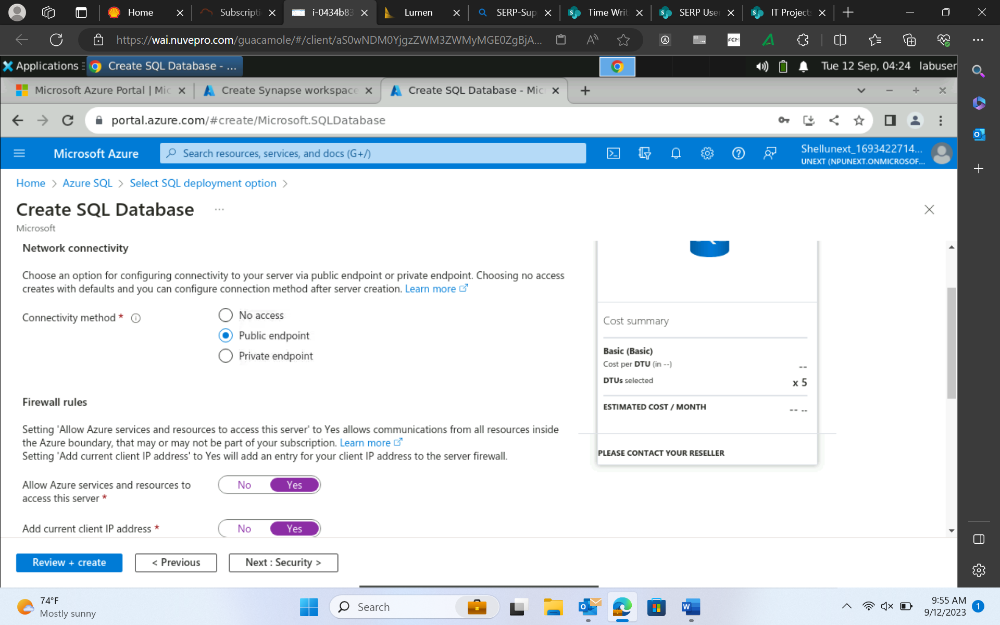 Home
Subscripti
i-0434b83
Lumen
SERP-Sup
Time Writ
SERP User
IT Projects
https://wai.nuvepro.com/guacamole/#/client/aS0wNDM0YjgzZWM3ZWMyMGE0ZgBjA...
Applications
Create SQL Database - ...
Tue 12 Sep, 04:24 labuser
Microsoft Azure Portal | Mic
Create Synapse workspace
Create SQL Database - Mic
portal.azure.com/#create/Microsoft.SQLDatabase
Microsoft Azure
Search resources, services, and docs (G+/)
Shellunext_1693422714...
UNEXT (NPUNEXT.ONMICROSOF...
Home > Azure SQL > Select SQL deployment option >
Create SQL Database ...
Microsoft
Network connectivity
Choose an option for configuring connectivity to your server via public endpoint or private endpoint. Choosing no access
creates with defaults and you can configure connection method after server creation. Learn more
Connectivity method *
No access
Public endpoint
Private endpoint
Firewall rules
Setting 'Allow Azure services and resources to access this server' to Yes allows communications from all resources inside
the Azure boundary, that may or may not be part of your subscription. Learn more
Setting 'Add current client IP address' to Yes will add an entry for your client IP address to the server firewall.
Allow Azure services and resources to
access this server *
No Yes
Add current client IP address *
No Yes
Cost summary
Basic (Basic)
Cost per DTU (in --)
--
DTUs selected
x 5
ESTIMATED COST / MONTH
-- --
PLEASE CONTACT YOUR RESELLER
Review + create
< Previous
Next : Security >
74°F
Mostly sunny
Search
9:55 AM
9/12/2023
1